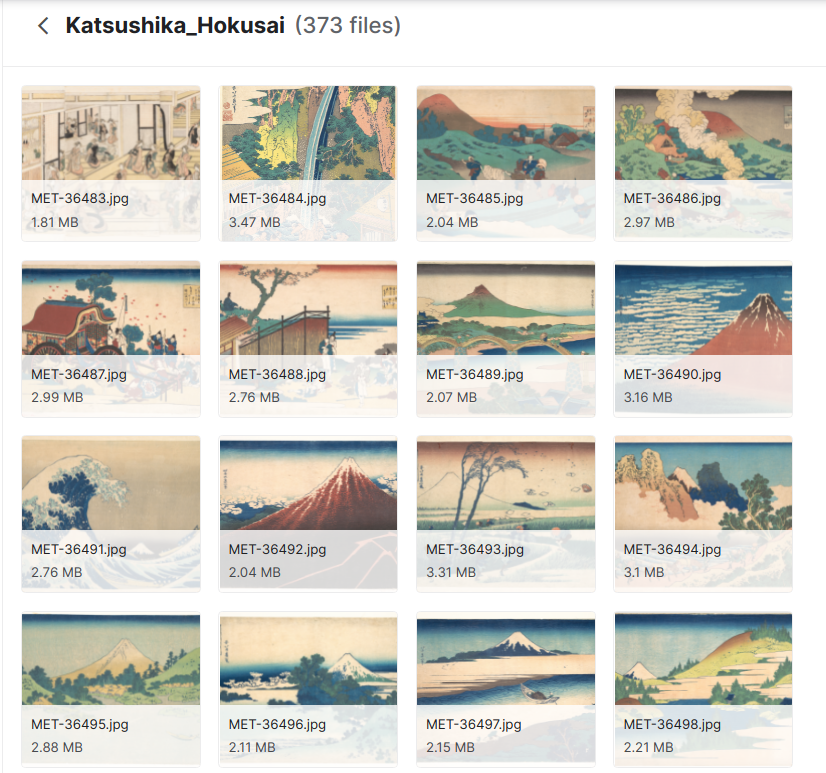 Katsushika_Hokusai (373 files)
MET-36483.jpg
1.81 MB
MET-36484.jpg
3.47 MB
MET-36485.jpg
2.04 MB
MET-36486.jpg
2.97 MB
MET-36487.jpg
2.99 MB
MET-36488.jpg
2.76 MB
MET-36489.jpg
2.07 MB
MET-36490.jpg
3.16 MB
MET-36491.jpg
2.76 MB
MET-36492.jpg
2.04 MB
MET-36493.jpg
3.31 MB
MET-36494.jpg
3.1 MB
MET-36495.jpg
2.88 MB
MET-36496.jpg
2.11 MB
MET-36497.jpg
2.15 MB
MET-36498.jpg
2.21 MB